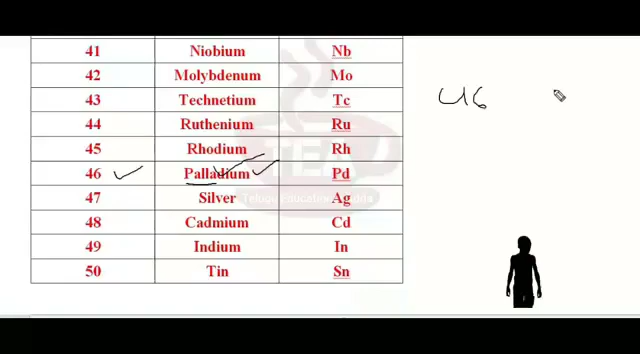 41 Niobium Nb
42 Molybdenum Mo
43 Technetium Tc
44 Ruthenium Ru
45 Rhodium Rh
46 Palladium Pd
47 Silver Ag
48 Cadmium Cd
49 Indium In
50 Tin Sn
46
TEA